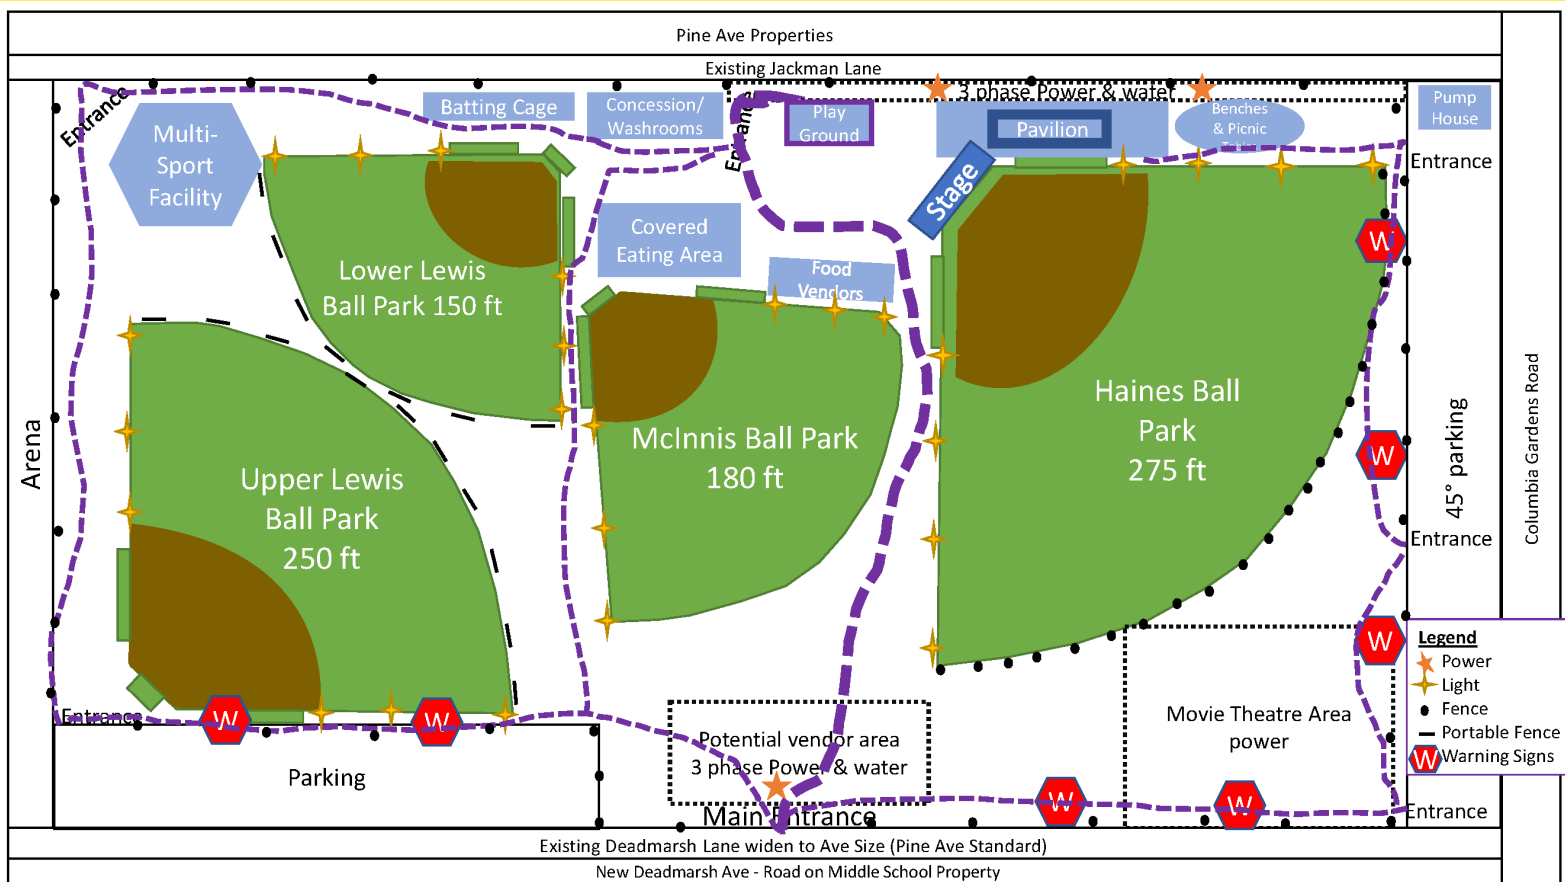 Pine Ave Properties
Existing Jackman Lane
Entrance
Multi-
Sport
Facility
Batting Cage
Concession/
Washrooms
Entrance
Play
Ground
3 phase Power & water
Pavilion
Stage
Benches
& Picnic
Tables
Pump
House
Entrance
Lower Lewis
Ball Park 150 ft
Covered
Eating Area
Food
Vendors
W
Haines Ball
Park
275 ft
McInnis Ball Park
180 ft
Upper Lewis
Ball Park
250 ft
Arena
W
45° parking
Columbia Gardens Road
Entrance
W
Legend
Power
Light
Fence
Portable Fence
W Warning Signs
Entrance
W
W
Parking
Potential vendor area
3 phase Power & water
Main Entrance
Movie Theatre Area
power
W
W
Entrance
Existing Deadmarsh Lane widen to Ave Size (Pine Ave Standard)
New Deadmarsh Ave - Road on Middle School Property